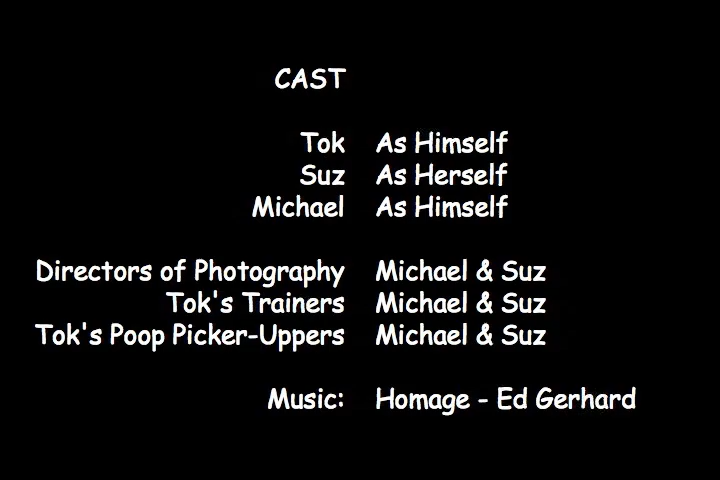 CAST
Tok As Himself
Suz As Herself
Michael As Himself
Directors of Photography Michael & Suz
Tok's Trainers Michael & Suz
Tok's Poop Picker-Uppers Michael & Suz
Music: Homage - Ed Gerhard